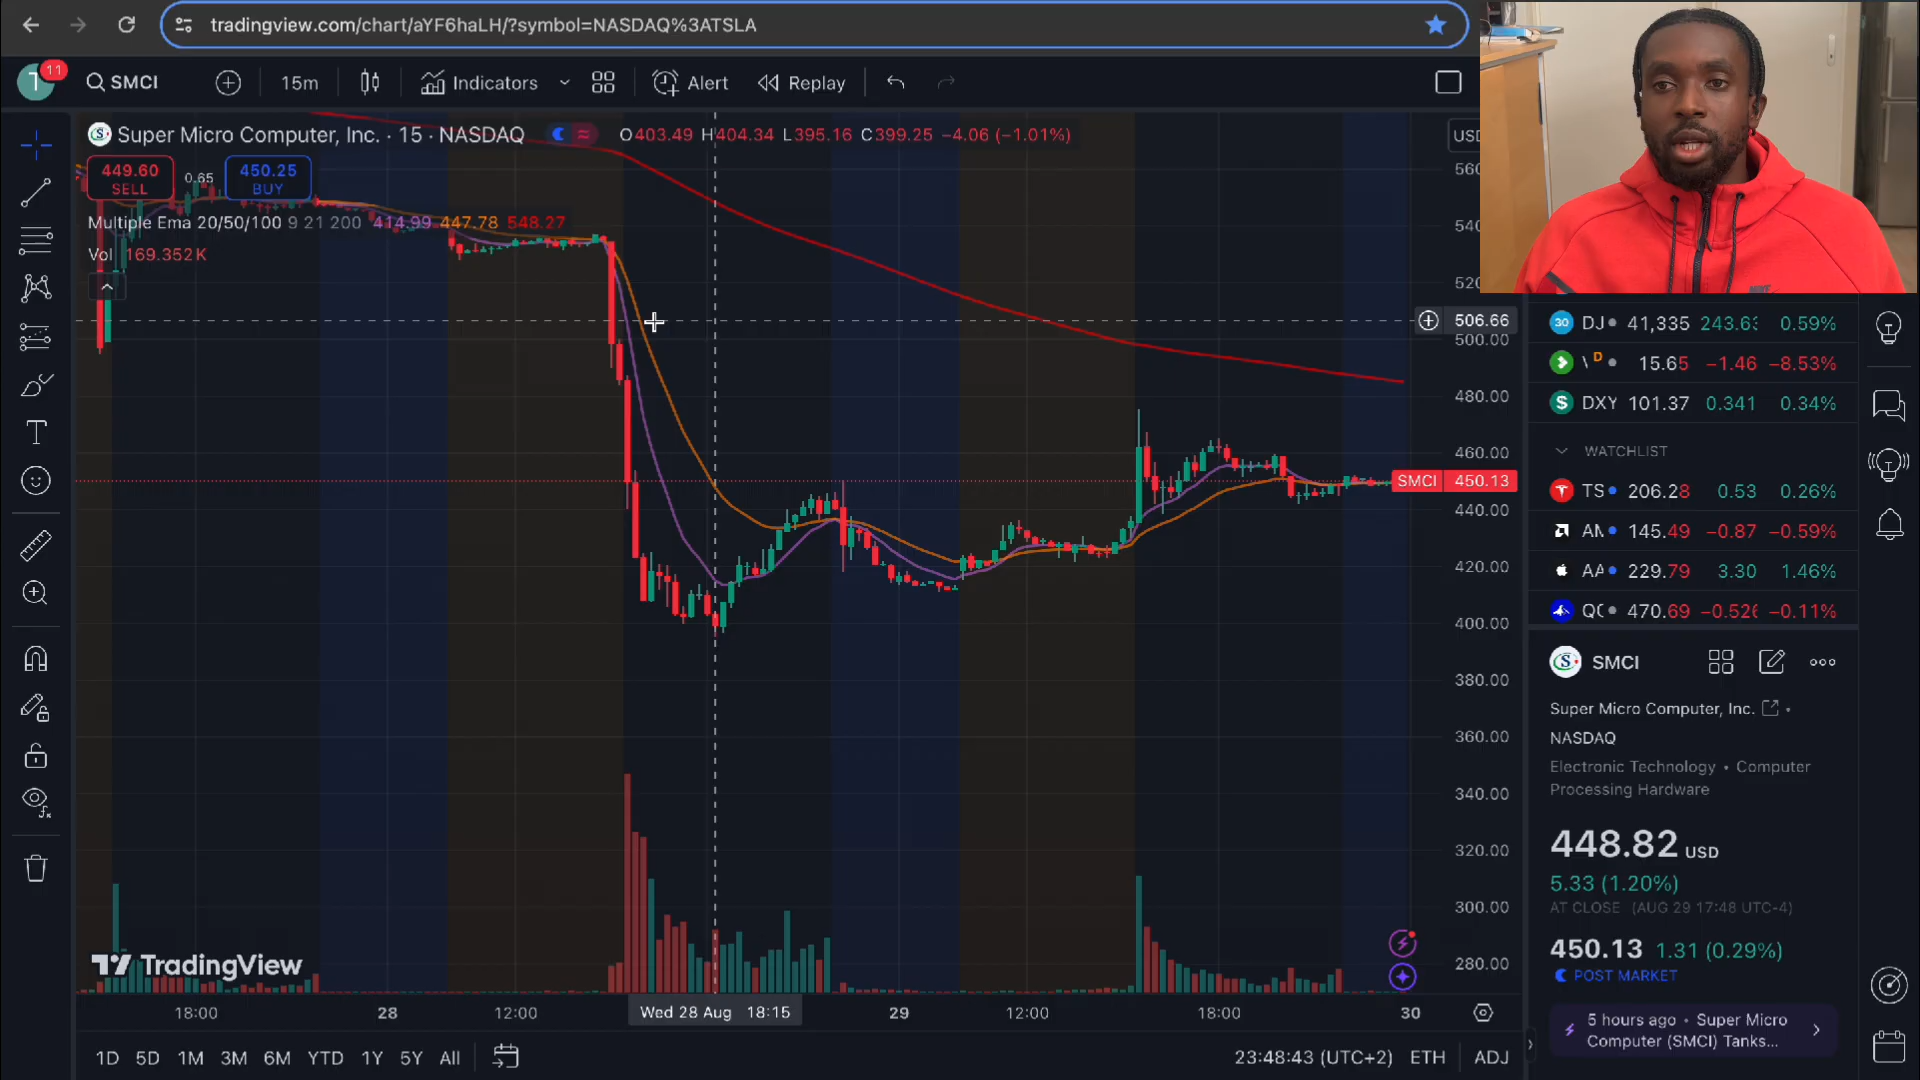 tradingview.com/chart/aYF6haLH/?symbol=NASDAQ%3ATSLA
T 11 SMCI 15m Indicators Alert Replay
Super Micro Computer, Inc. · 15 · NASDAQ O403.49 H404.34 L395.16 C399.25 −4.06 (−1.01%) USD
449.60 SELL 0.65 450.25 BUY
Multiple Ema 20/50/100 9 21 200 414.99 447.78 548.27
Vol 169.352K
506.66
500.00
480.00
460.00
SMCI 450.13
440.00
420.00
400.00
380.00
360.00
340.00
320.00
300.00
280.00
TradingView
18:00 28 12:00 Wed 28 Aug 18:15 29 12:00 18:00 30
1D 5D 1M 3M 6M YTD 1Y 5Y All 23:48:43 (UTC+2) ETH ADJ
30 DJ 41,335 243.63 0.59%
D 15.65 −1.46 −8.53%
DXY 101.37 0.341 0.34%
WATCHLIST
TS 206.28 0.53 0.26%
145.49 −0.87 −0.59%
229.79 3.30 1.46%
470.69 −0.526 −0.11%
SMCI
Super Micro Computer, Inc.
NASDAQ
Electronic Technology • Computer
Processing Hardware
448.82 USD
5.33 (1.20%)
AT CLOSE (AUG 29 17:48 UTC-4)
450.13 1.31 (0.29%)
POST MARKET
5 hours ago • Super Micro
Computer (SMCI) Tanks...